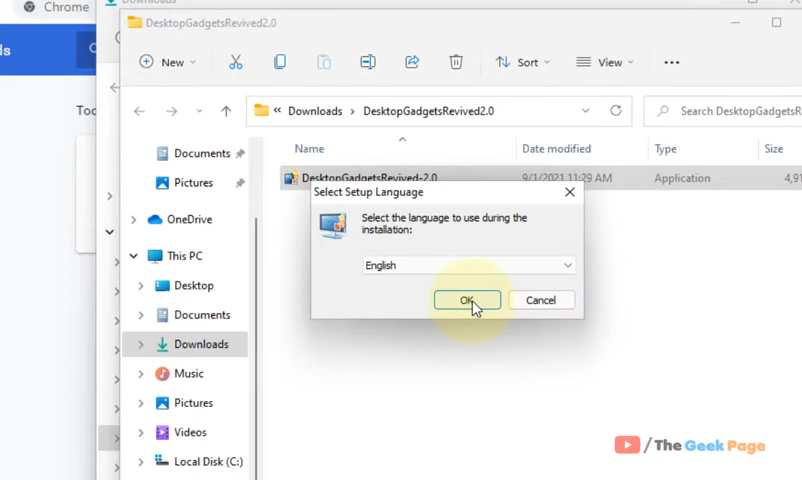 Chrome
Downloads
DesktopGadgetsRevived2.0
ds
New
Sort
View
Downloads
DesktopGadgetsRevived2.0
Search DesktopGadgetsR
Name
Date modified
Type
Size
Documents
DesktopGadgetsRevived-2.0
9/1/2021 11:29 AM
Application
4,91
Pictures
Select Setup Language
Select the language to use during the
installation:
English
OK
Cancel
OneDrive
This PC
Desktop
Documents
Downloads
Music
Pictures
Videos
Local Disk (C:)
/The Geek Page